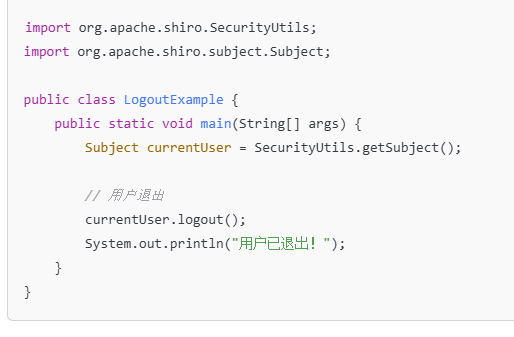 import org.apache.shiro.SecurityUtils;
import org.apache.shiro.subject.Subject;

public class LogoutExample {
    public static void main(String[] args) {
        Subject currentUser = SecurityUtils.getSubject();

        // 用户退出
        currentUser.logout();
        System.out.println("用户已退出！");
    }
}